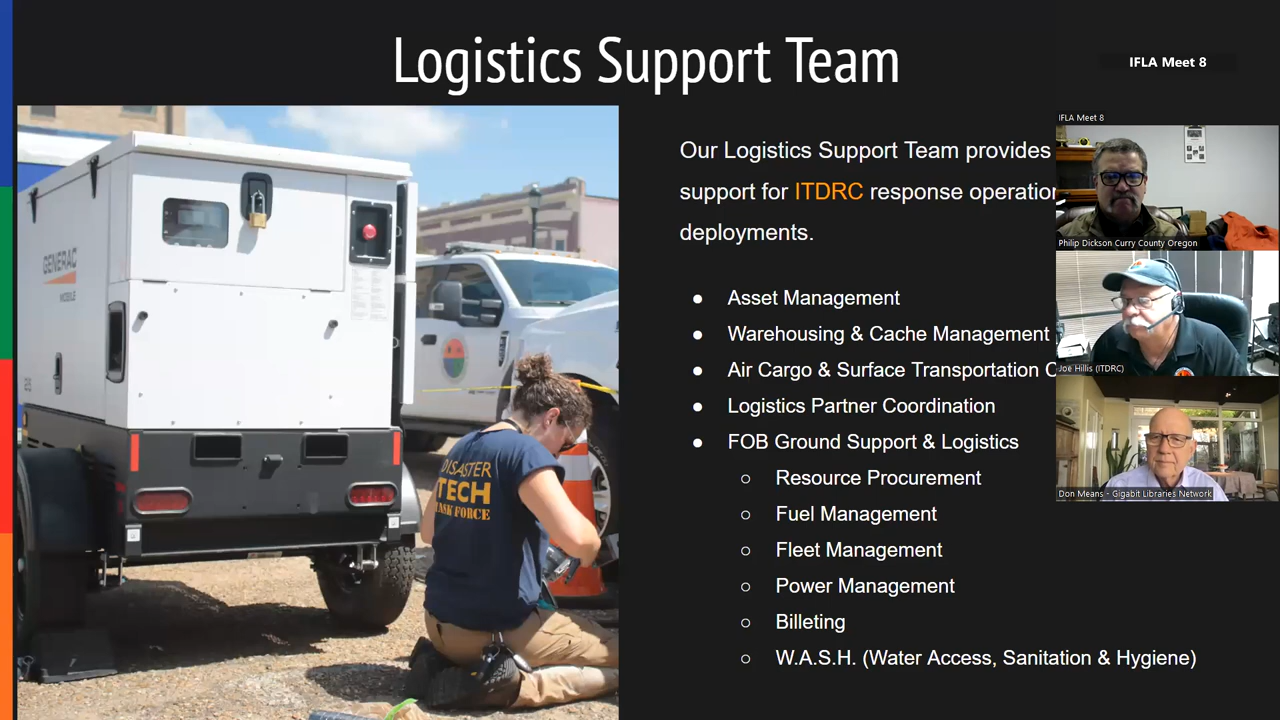 Logistics Support Team
IFLA Meet 8
GENERAC
MOBILE
DISASTER
TECH
TASK FORCE
Our Logistics Support Team provides
support for ITDRC response operation
deployments.
● Asset Management
● Warehousing & Cache Management
● Air Cargo & Surface Transportation C
● Logistics Partner Coordination
● FOB Ground Support & Logistics
○ Resource Procurement
○ Fuel Management
○ Fleet Management
○ Power Management
○ Billeting
○ W.A.S.H. (Water Access, Sanitation & Hygiene)
IFLA Meet 8
Philip Dickson Curry County Oregon
Joe Hillis (ITDRC)
Don Means - Gigabit Libraries Network